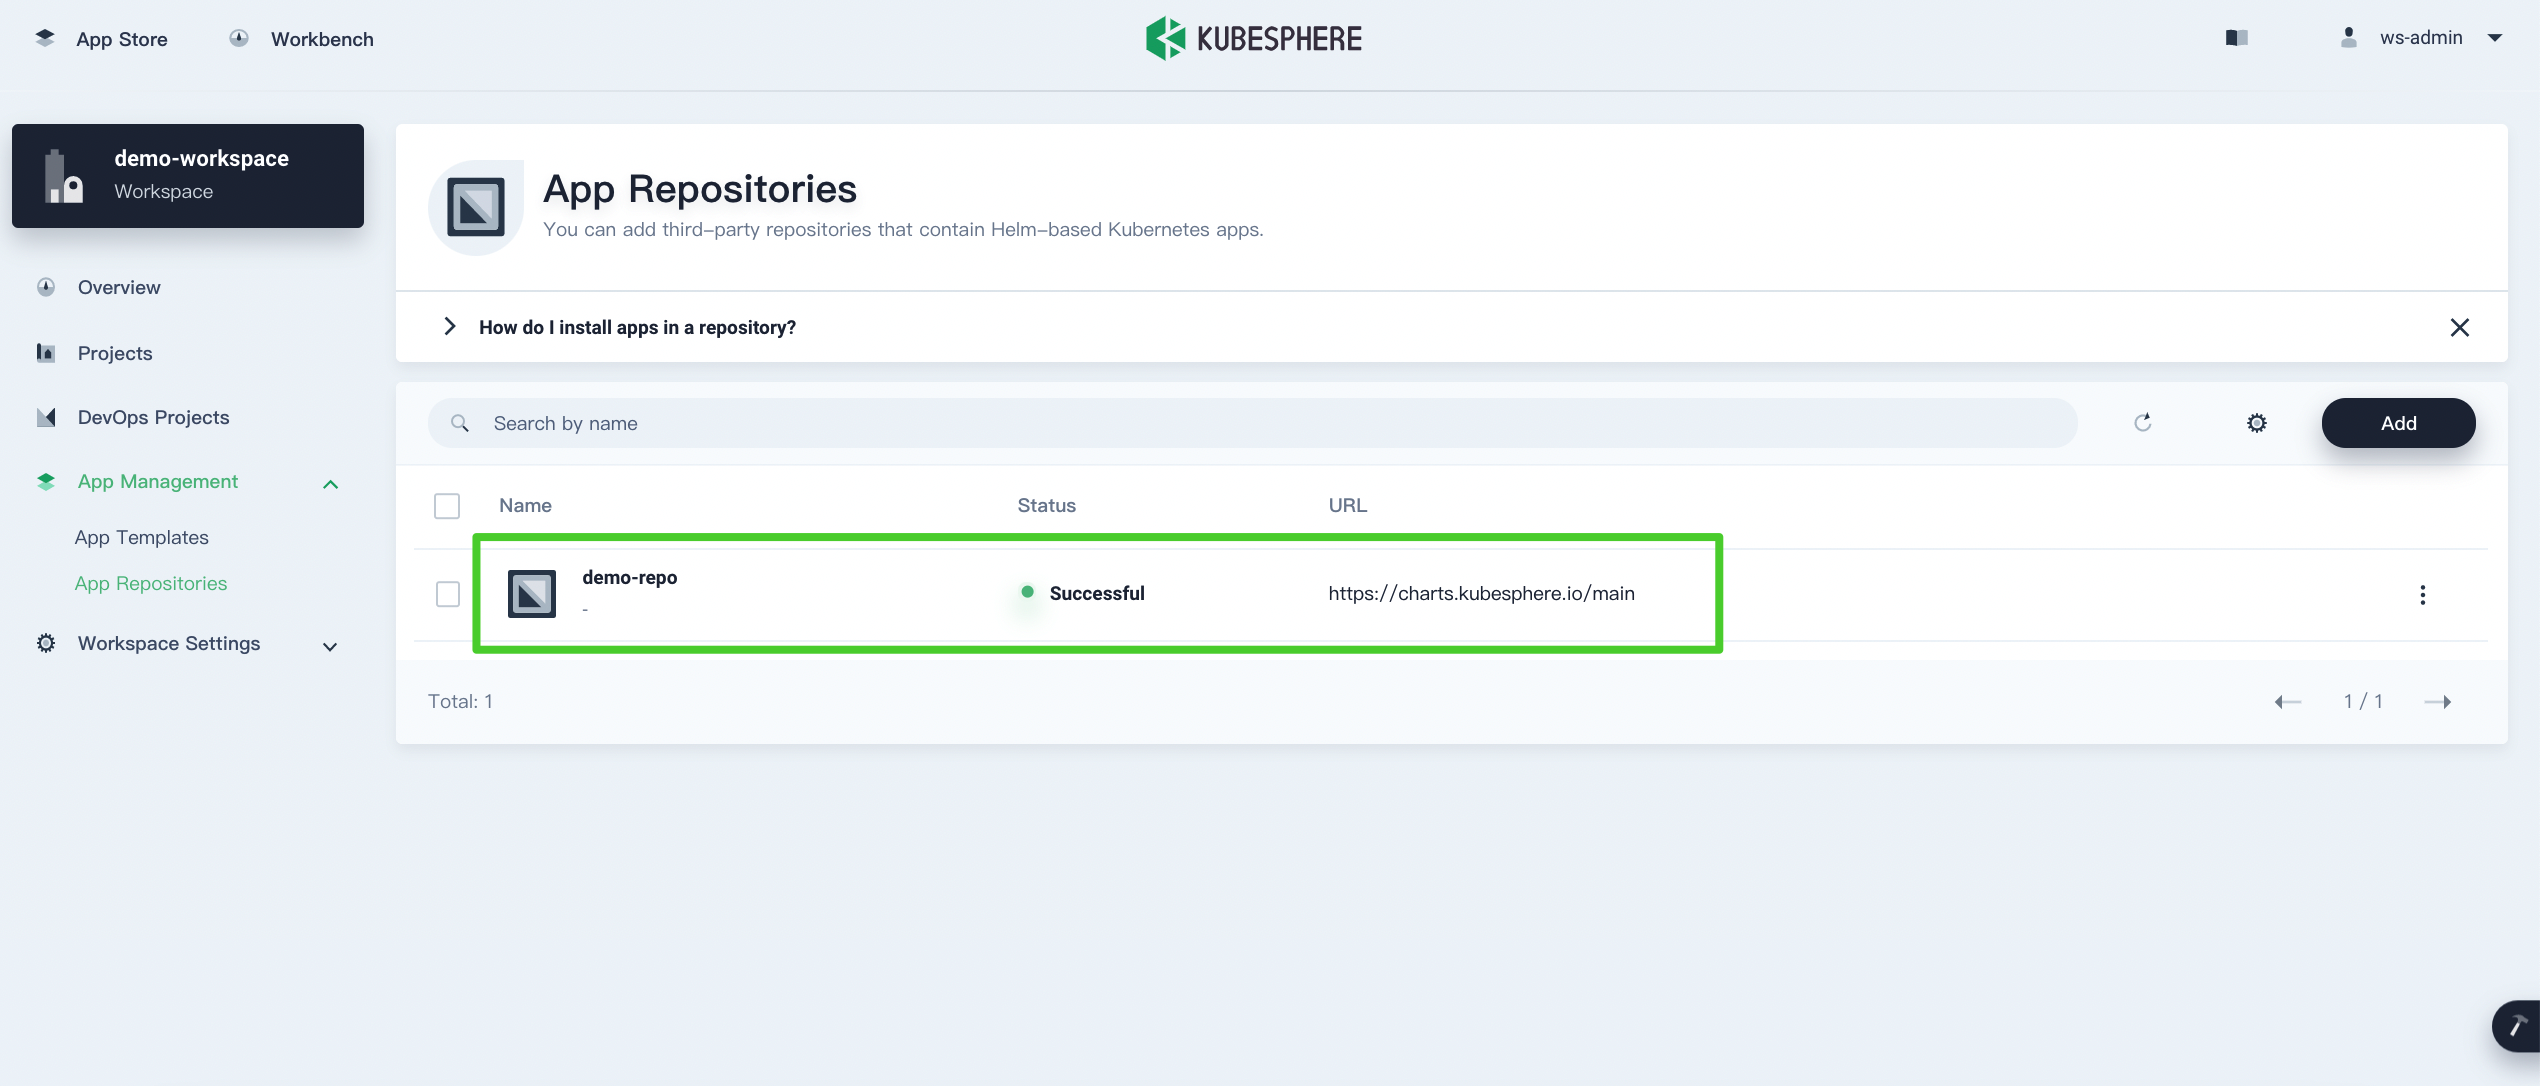 App Store
Workbench
KUBESPHERE
ws-admin
demo-workspace
Workspace
Overview
Projects
DevOps Projects
App Management
App Templates
App Repositories
Workspace Settings
App Repositories
You can add third-party repositories that contain Helm-based Kubernetes apps.
How do I install apps in a repository?
Search by name
Add
Name Status URL
demo-repo
-
Successful
https://charts.kubesphere.io/main
Total: 1
1 / 1